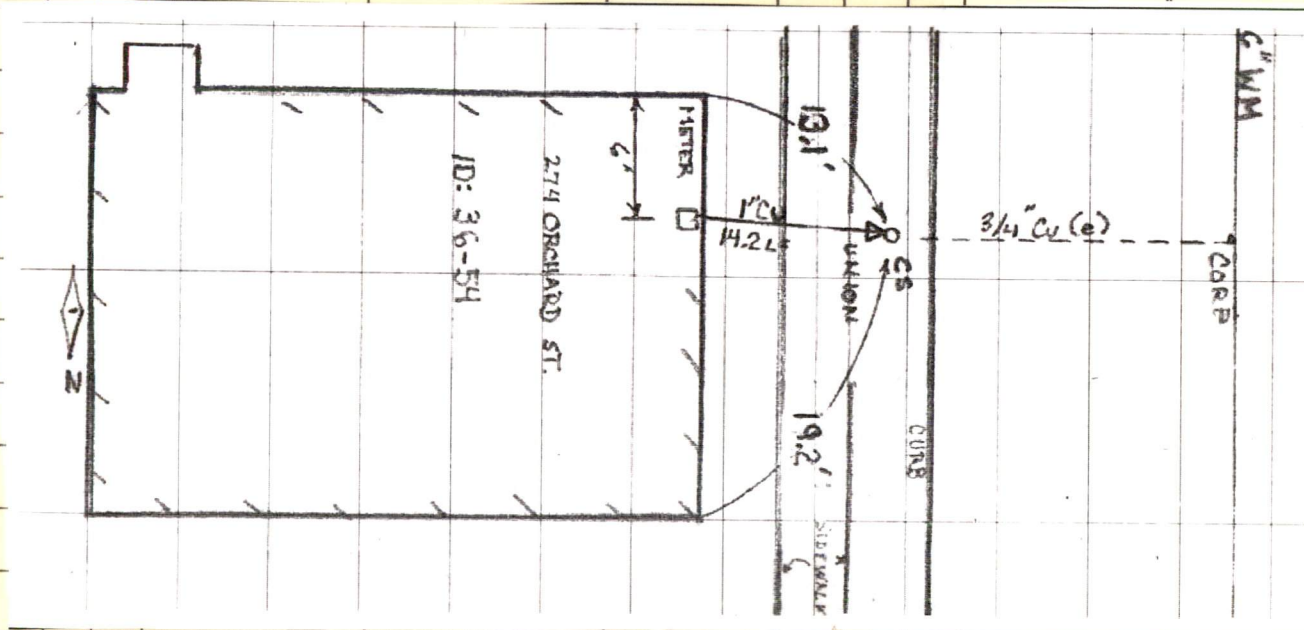 6" WM
13.1'
METER
6'
274 ORCHARD ST.
ID: 36-54
1" Cu
14.2 LF
UNION
CS
3/4" Cu (e)
CORP
19.2'
CURB
SIDEWALK
N